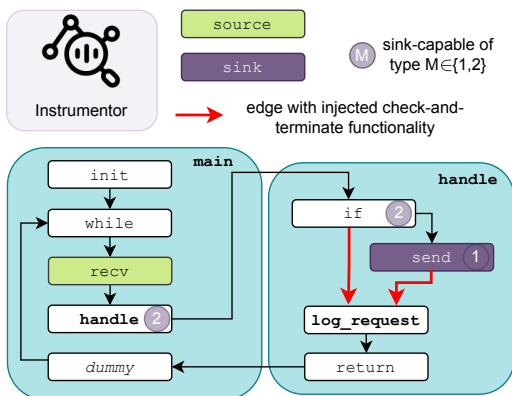 source
sink
M
sink-capable of
type M∈{1,2}
Instrumentor
edge with injected check-and-
terminate functionality
main
init
while
recv
handle 2
dummy
handle
if 2
send 1
log_request
return